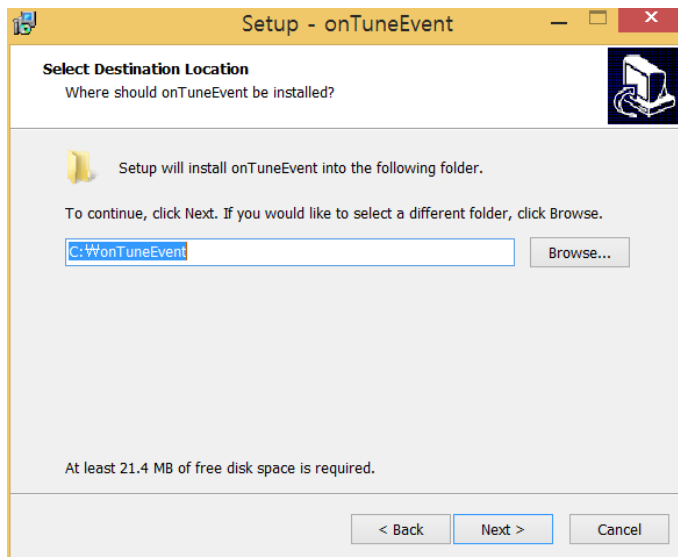 Setup - onTuneEvent
Select Destination Location
Where should onTuneEvent be installed?
Setup will install onTuneEvent into the following folder.
To continue, click Next. If you would like to select a different folder, click Browse.
C:₩onTuneEvent
Browse...
At least 21.4 MB of free disk space is required.
< Back
Next >
Cancel